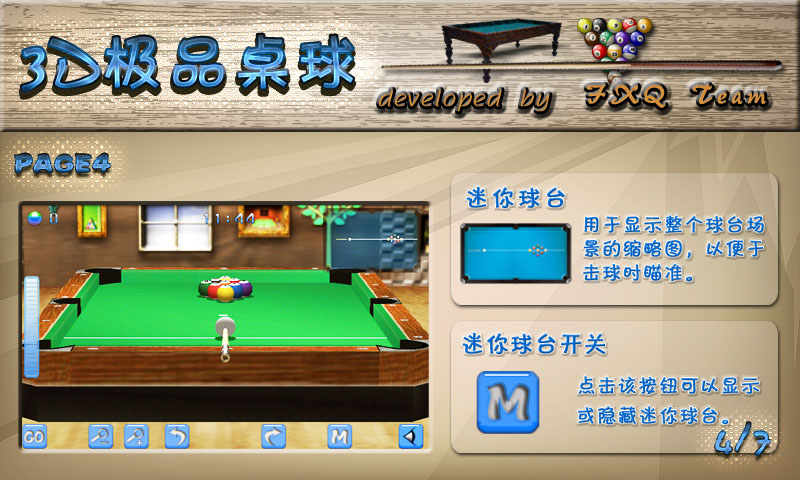 3D极品桌球
developed by FXQ Team
PAGE4
11:44
GO
M
迷你球台
用于显示整个球台场
景的缩略图，以便于
击球时瞄准。
迷你球台开关
M
点击该按钮可以显示
或隐藏迷你球台。
4/7